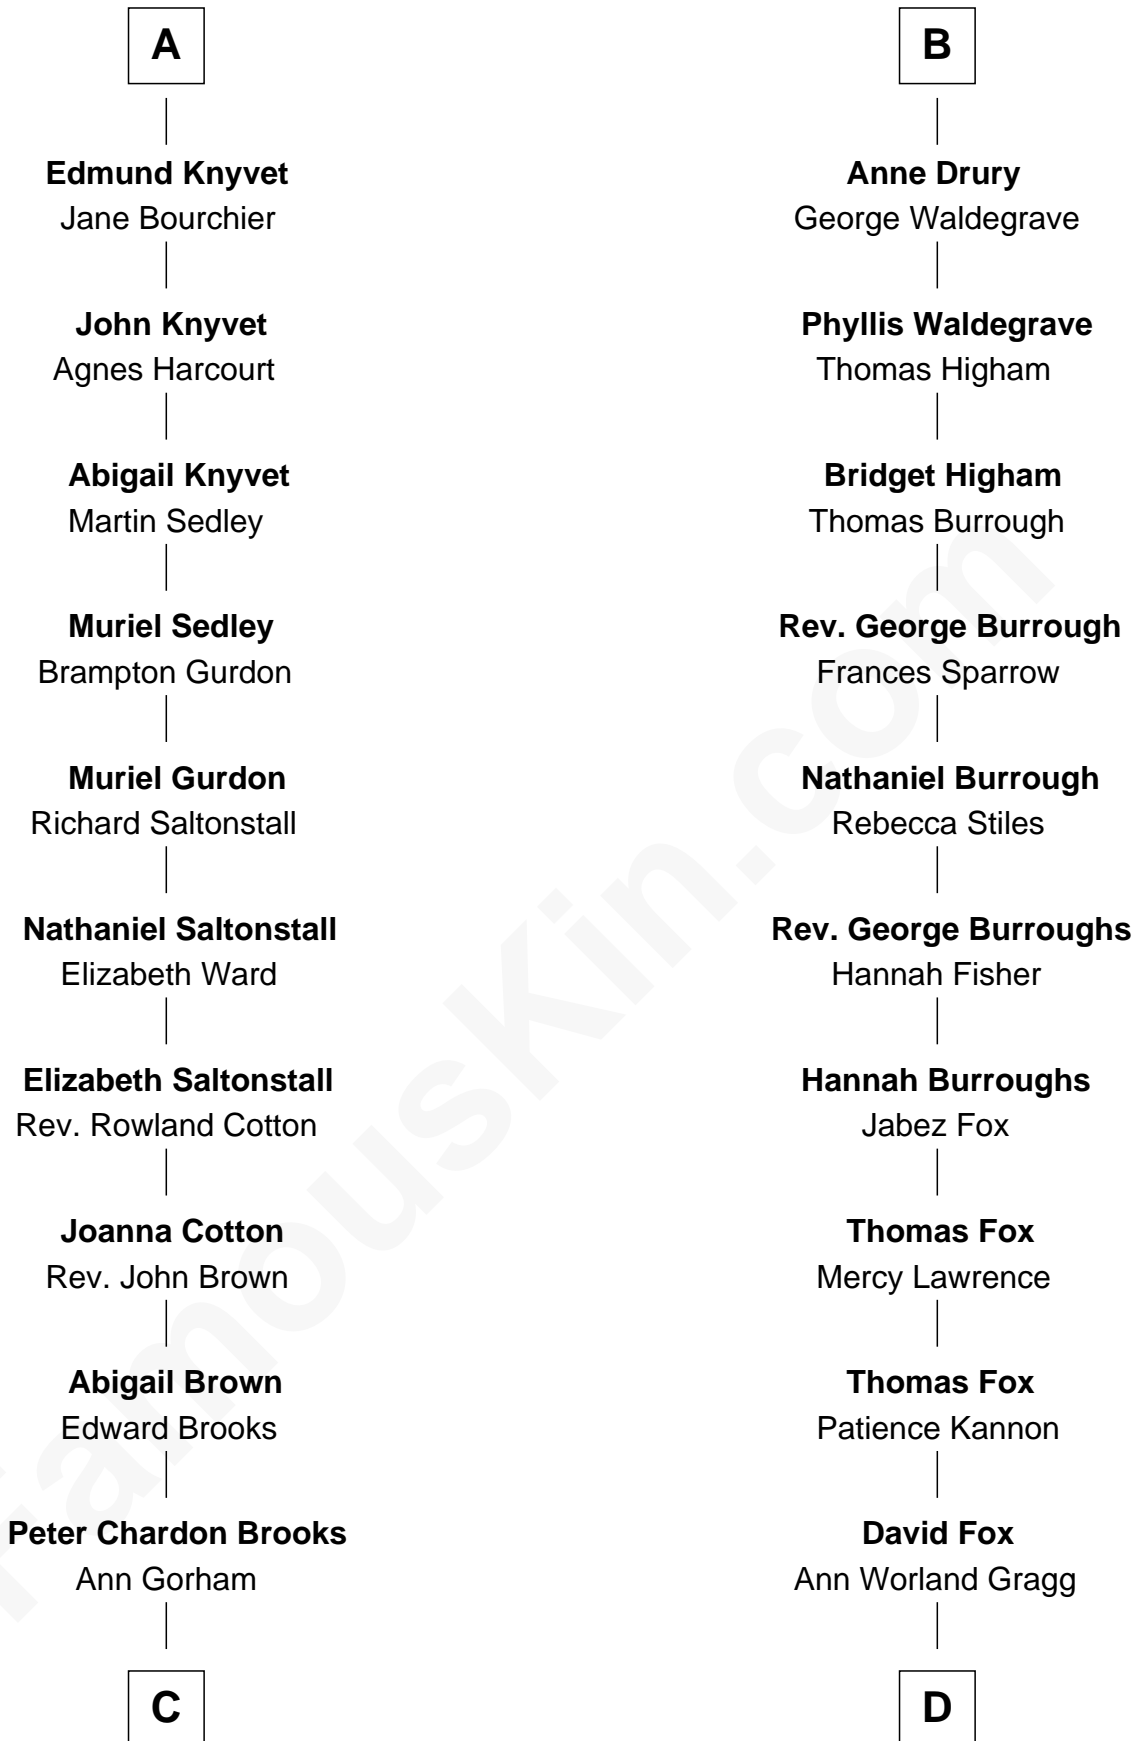 A
Edmund Knyvet
Jane Bourchier
John Knyvet
Agnes Harcourt
Abigail Knyvet
Martin Sedley
Muriel Sedley
Brampton Gurdon
Muriel Gurdon
Richard Saltonstall
Nathaniel Saltonstall
Elizabeth Ward
Elizabeth Saltonstall
Rev. Rowland Cotton
Joanna Cotton
Rev. John Brown
Abigail Brown
Edward Brooks
Peter Chardon Brooks
Ann Gorham
C
B
Anne Drury
George Waldegrave
Phyllis Waldegrave
Thomas Higham
Bridget Higham
Thomas Burrough
Rev. George Burrough
Frances Sparrow
Nathaniel Burrough
Rebecca Stiles
Rev. George Burroughs
Hannah Fisher
Hannah Burroughs
Jabez Fox
Thomas Fox
Mercy Lawrence
Thomas Fox
Patience Kannon
David Fox
Ann Worland Gragg
D
FamousKin.com